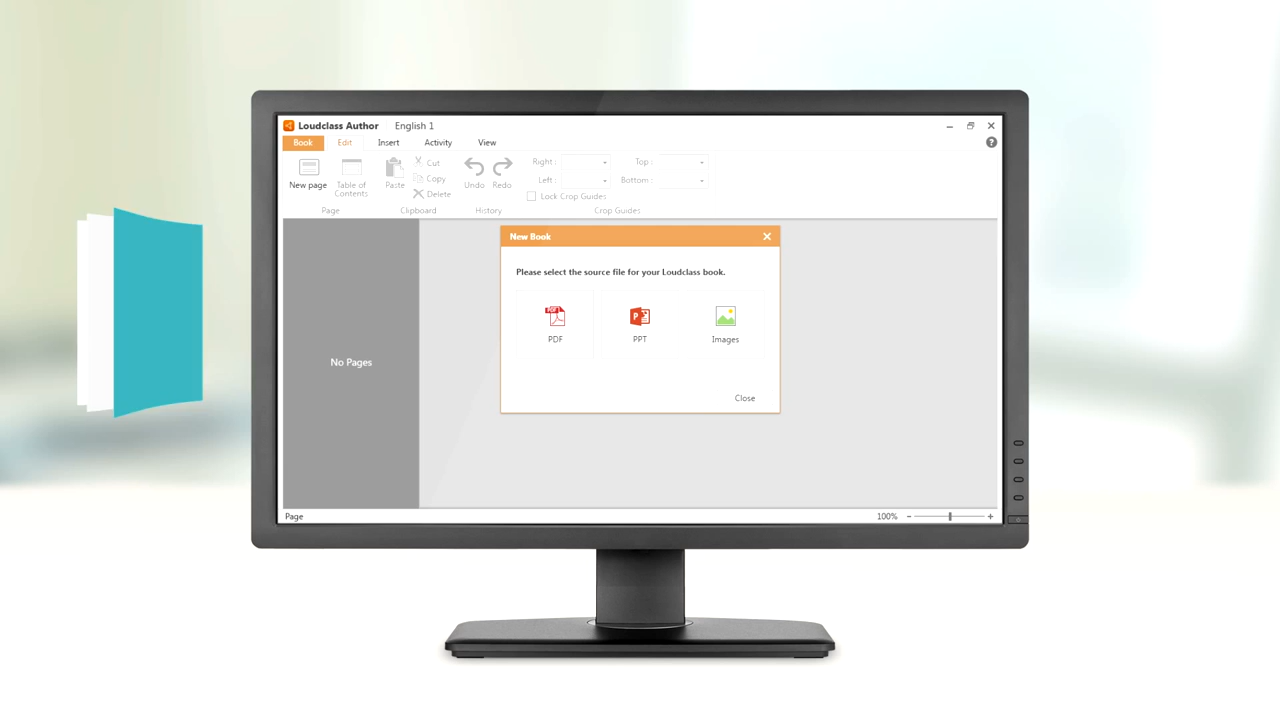 Loudclass Author English 1
Book Edit Insert Activity View
New page
Table of Contents
Paste
Cut
Copy
Delete
Undo
Redo
Right :
Left :
Top :
Bottom :
Lock Crop Guides
Page
Clipboard
History
Crop Guides
New Book
Please select the source file for your Loudclass book.
PDF
PDF
P
PPT
Images
No Pages
Close
Page
100%